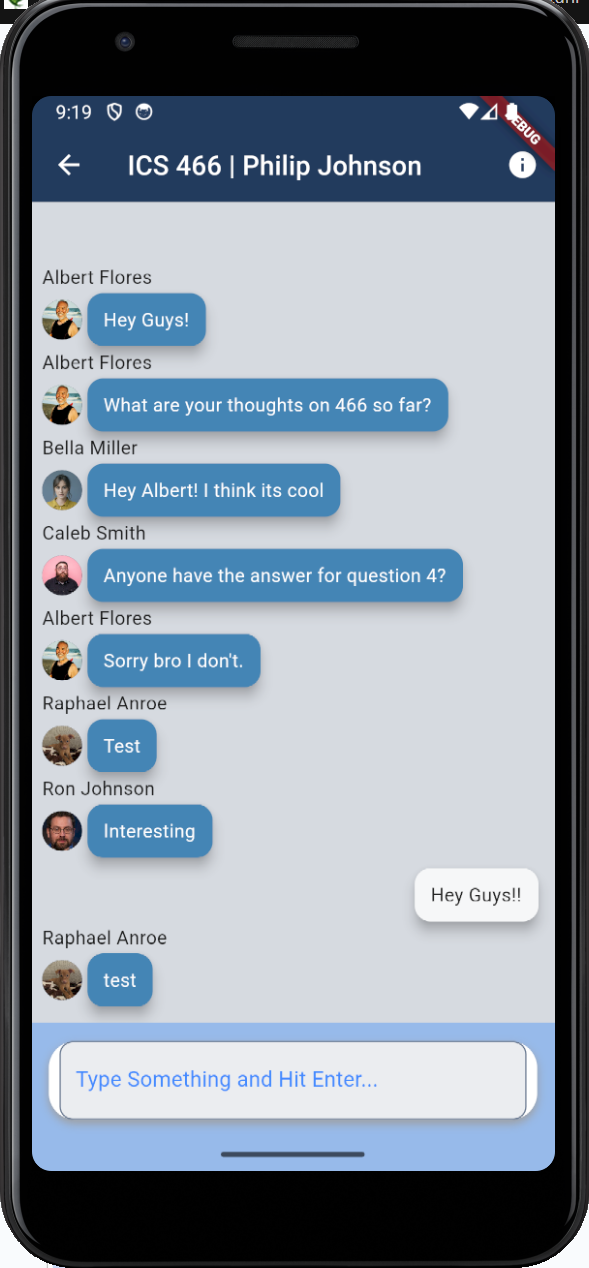 9:19
DEBUG
ICS 466 | Philip Johnson
Albert Flores
Hey Guys!
Albert Flores
What are your thoughts on 466 so far?
Bella Miller
Hey Albert! I think its cool
Caleb Smith
Anyone have the answer for question 4?
Albert Flores
Sorry bro I don't.
Raphael Anroe
Test
Ron Johnson
Interesting
Hey Guys!!
Raphael Anroe
test
Type Something and Hit Enter...